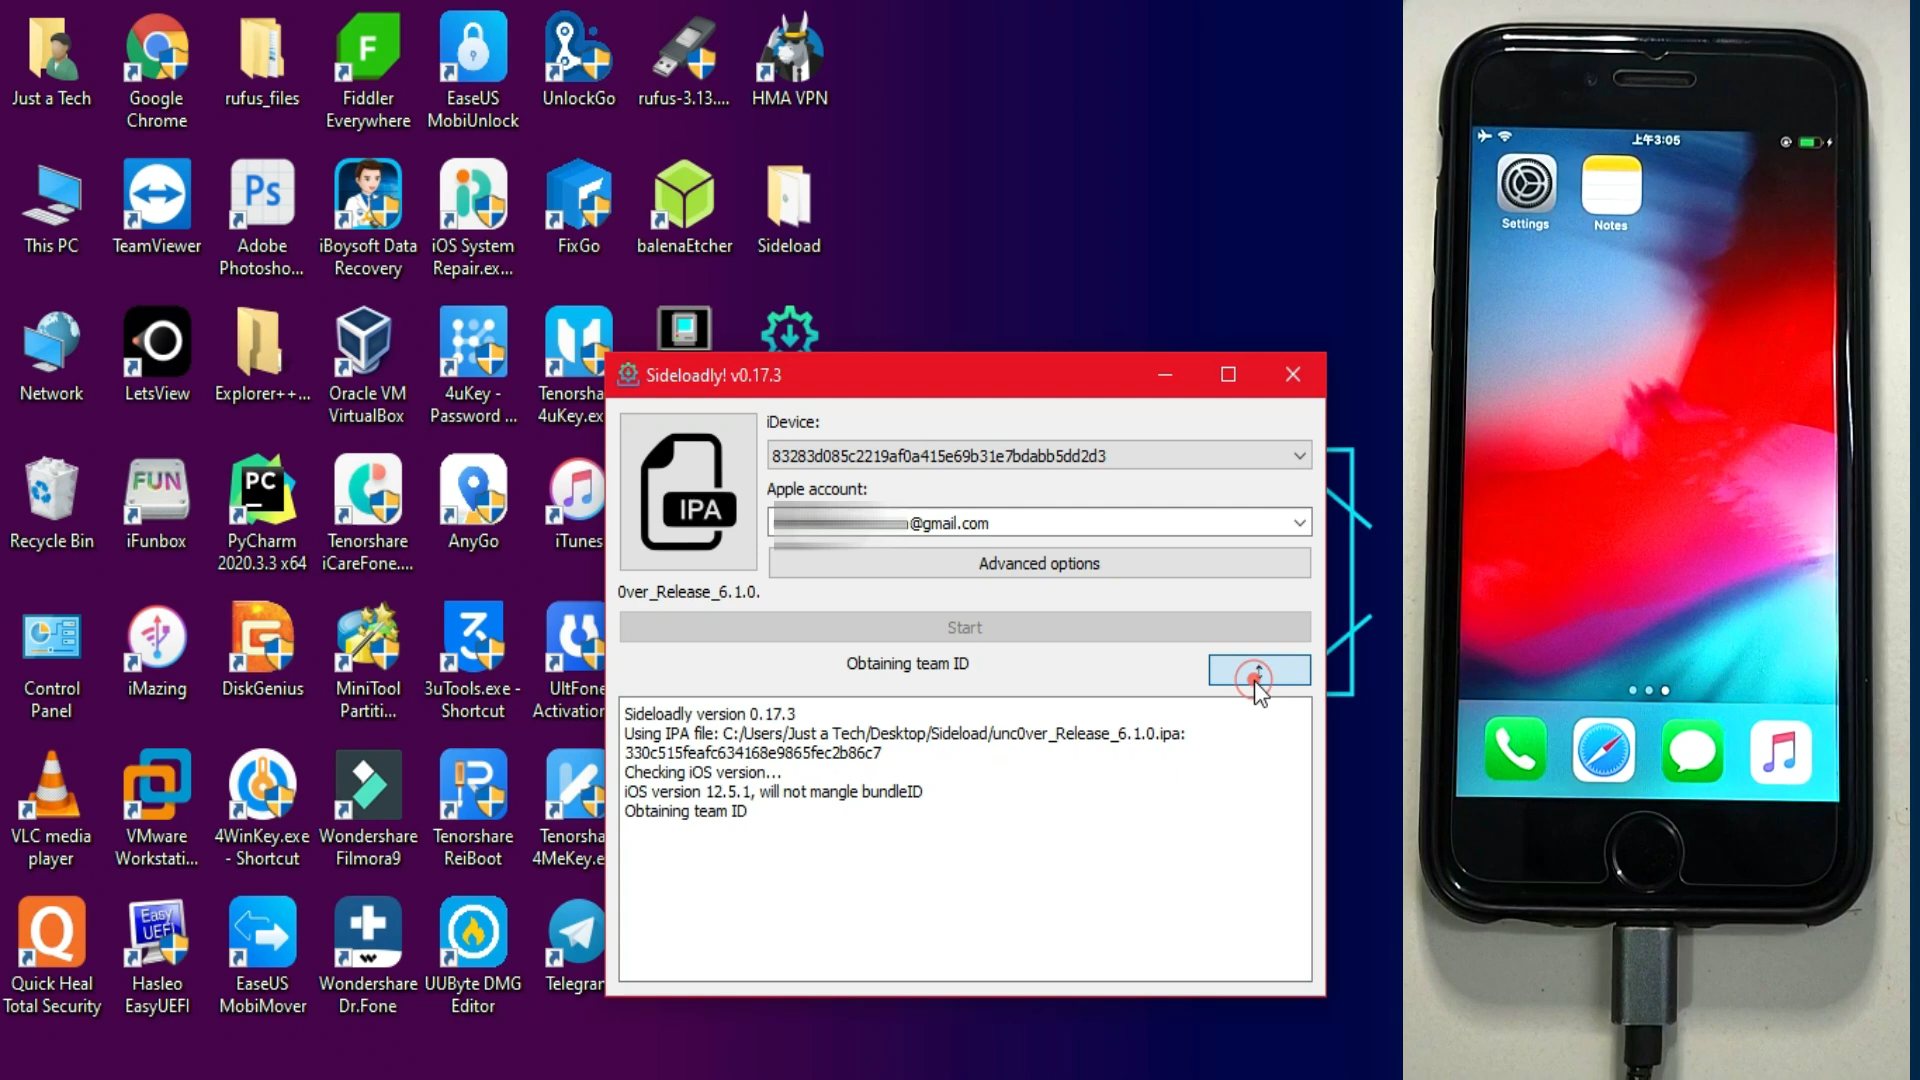 Just a Tech
Google
Chrome
rufus_files
Fiddler
Everywhere
EaseUS
MobiUnlock
UnlockGo
rufus-3.13....
HMA VPN
This PC
TeamViewer
Ps
Adobe
Photosho...
iBoysoft Data
Recovery
iOS System
Repair.ex...
FixGo
balenaEtcher
Sideload
Network
LetsView
Explorer++...
Oracle VM
VirtualBox
4uKey -
Password ...
Tenorsha
4uKey.ex
Recycle Bin
FUN
iFunbox
PC
PyCharm
2020.3.3 x64
Tenorshare
iCareFone....
AnyGo
iTunes
Control
Panel
iMazing
DiskGenius
MiniTool
Partiti...
3uTools.exe -
Shortcut
UltFone
Activation
VLC media
player
VMware
Workstati...
4WinKey.exe
- Shortcut
Wondershare
Filmora9
Tenorshare
ReiBoot
Tenorsha
4MeKey.e
Quick Heal
Total Security
Easy
UEFI
Hasleo
EasyUEFI
EaseUS
MobiMover
Wondershare
Dr.Fone
UUByte DMG
Editor
Telegra
Sideloadly! v0.17.3
IPA
iDevice:
83283d085c2219af0a415e69b31e7bdabb5dd2d3
Apple account:
@gmail.com
Advanced options
0ver_Release_6.1.0.
Start
Obtaining team ID
Sideloadly version 0.17.3
Using IPA file: C:/Users/Just a Tech/Desktop/Sideload/unc0ver_Release_6.1.0.ipa:
330c515feafc634168e9865fec2b86c7
Checking iOS version...
iOS version 12.5.1, will not mangle bundleID
Obtaining team ID
上午3:05
Settings
Notes